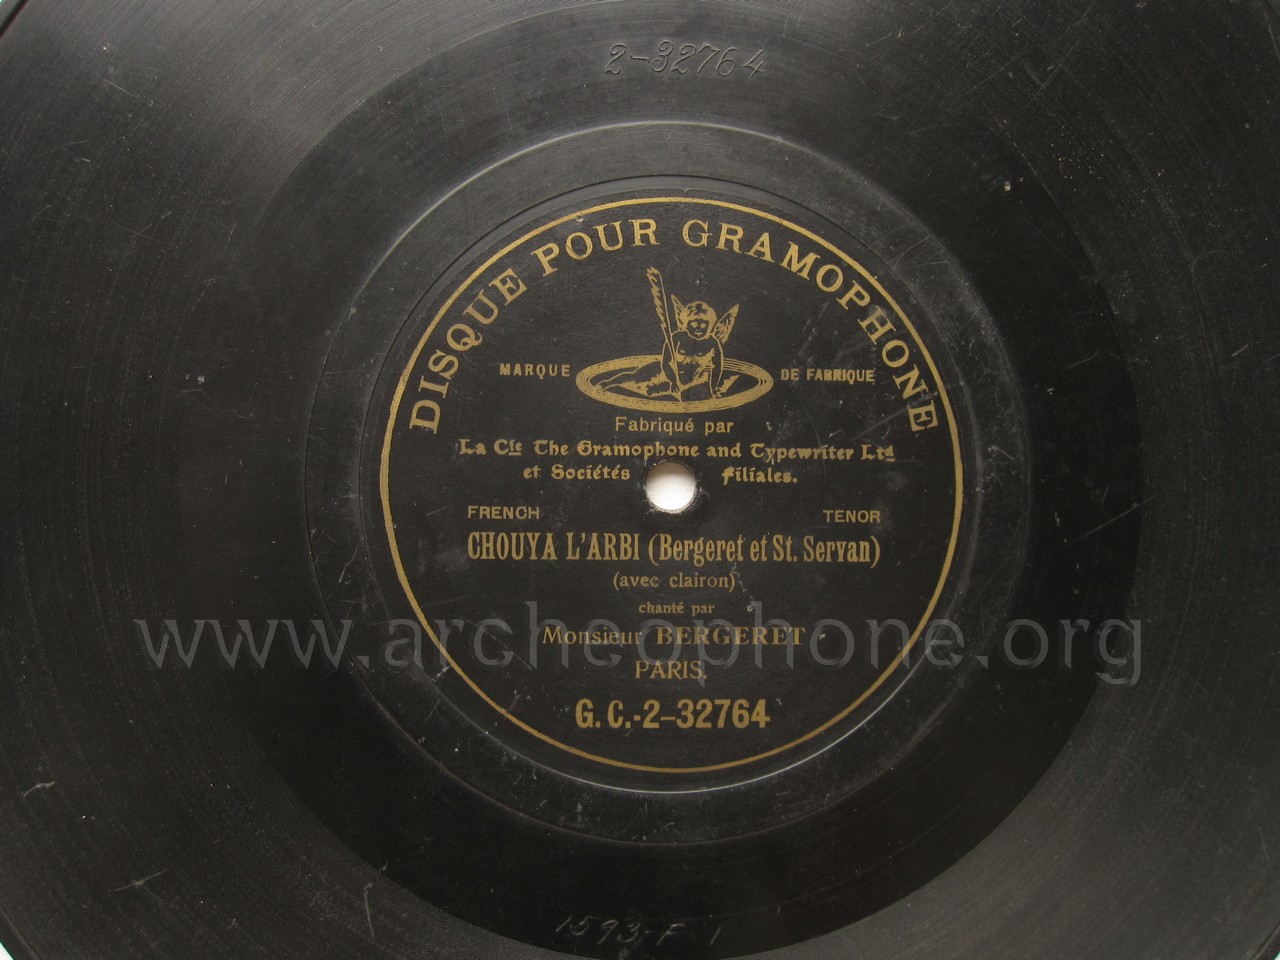 2-32764
DISQUE POUR GRAMOPHONE
MARQUE DE FABRIQUE
Fabriqué par
La Cie The Gramophone and Typewriter Ltd
et Sociétés filiales.
FRENCH TENOR
CHOUYA L'ARBI (Bergeret et St. Servan)
(avec clairon)
chanté par
Monsieur BERGERET
www.archeophone.org
PARIS.
G.C.-2-32764
1593-F 1